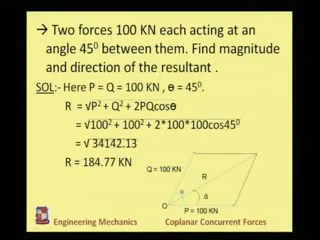 → Two forces 100 KN each acting at an
angle 45⁰ between them. Find magnitude
and direction of the resultant .
SOL:- Here P = Q = 100 KN , ө = 45⁰.
R = √P² + Q² + 2PQcosө
= √100² + 100² + 2*100*100cos45⁰
= √ 34142.13
R = 184.77 KN
Q = 100 KN
R
ө
ά
O
P = 100 KN
Engineering Mechanics
Coplanar Concurrent Forces